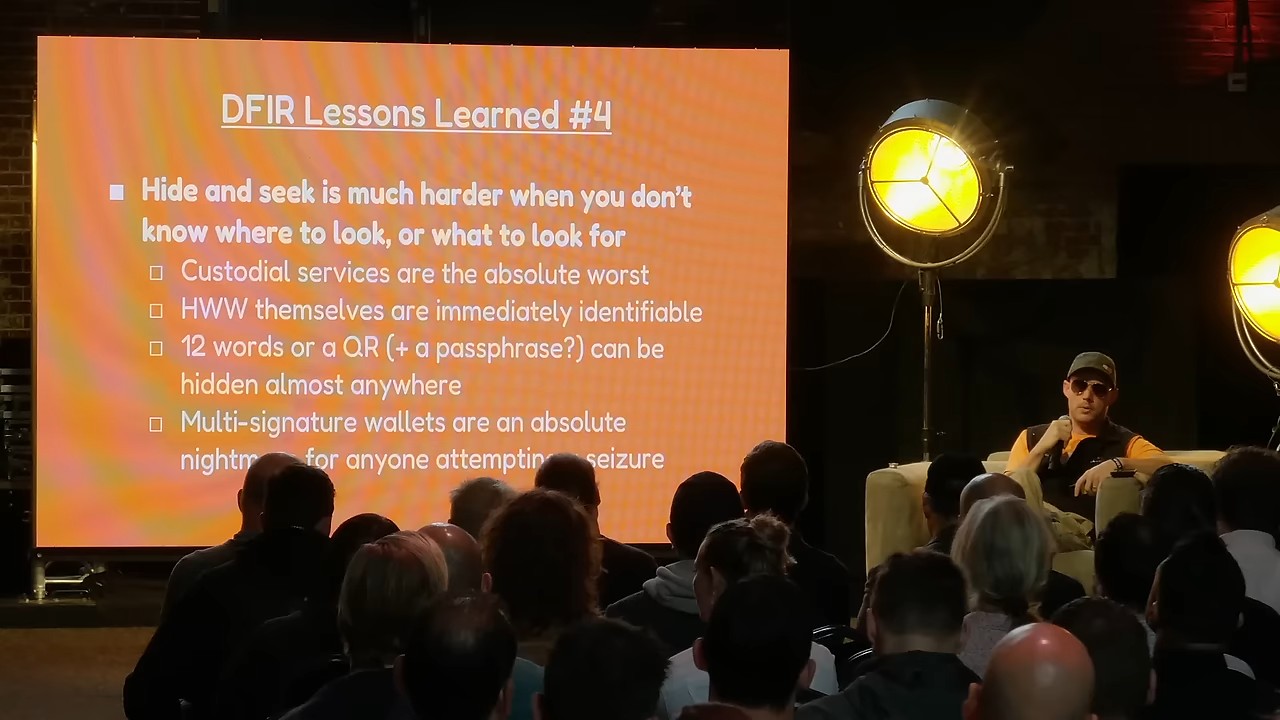 DFIR Lessons Learned #4
Hide and seek is much harder when you don't
know where to look, or what to look for
Custodial services are the absolute worst
HWW themselves are immediately identifiable
12 words or a QR (+ a passphrase?) can be
hidden almost anywhere
Multi-signature wallets are an absolute
for anyone seizure